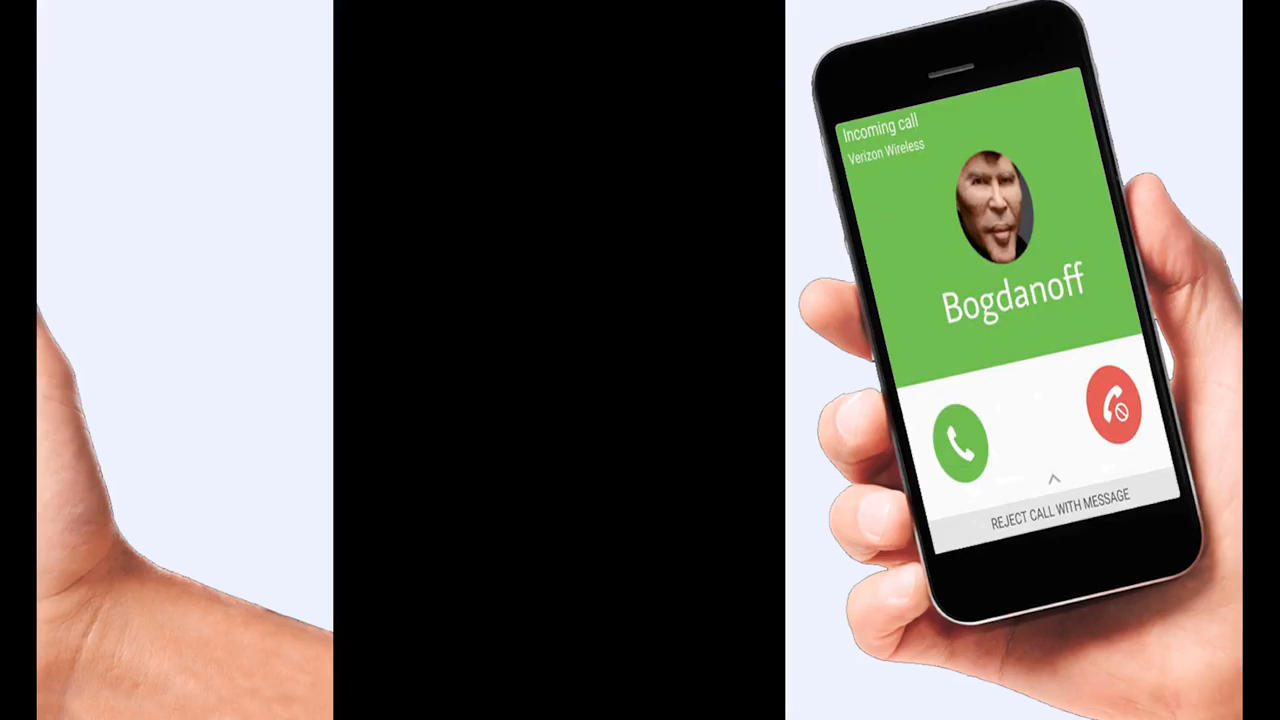 Incoming call
Verizon Wireless
Bogdanoff
REJECT CALL WITH MESSAGE